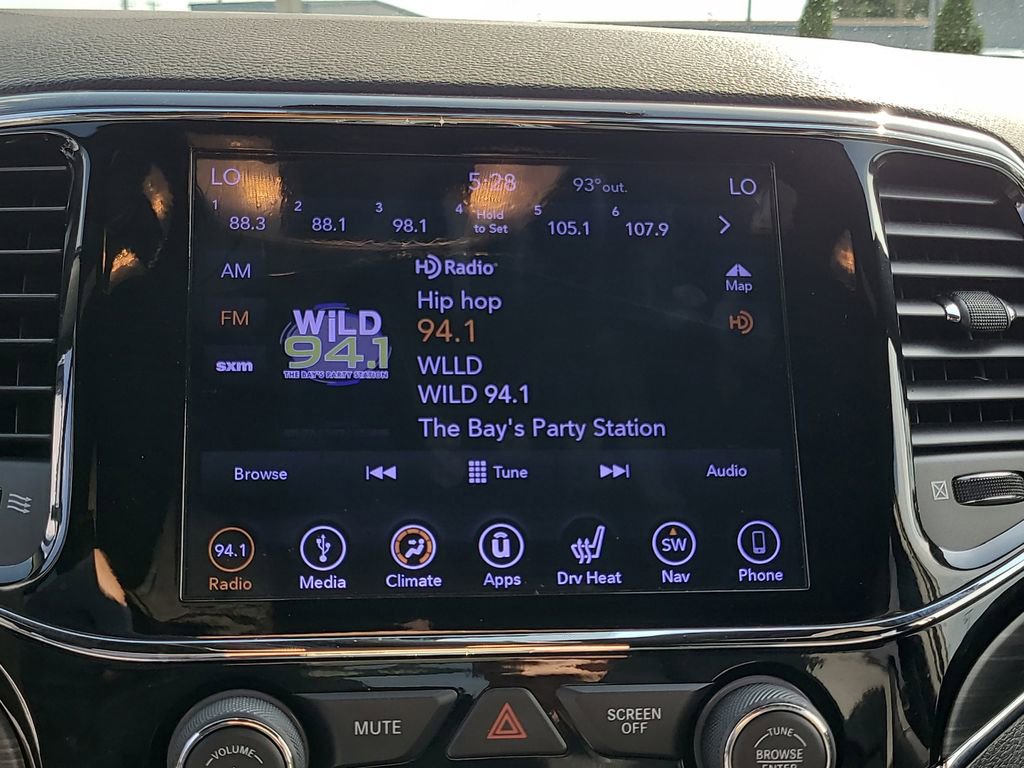 LO 5:28 93° out. LO
1 88.3 2 88.1 3 98.1 4 Hold to Set 5 105.1 6 107.9
AM
FM
sxm
WiLD
94.1
THE BAY'S PARTY STATION
HD Radio
Hip hop
94.1
WLLD
WILD 94.1
The Bay's Party Station
Map
HD
Browse Tune Audio
94.1 SW
Radio Media Climate Apps Drv Heat Nav Phone
MUTE
SCREEN OFF
VOLUME
TUNE
BROWSE
ENTER